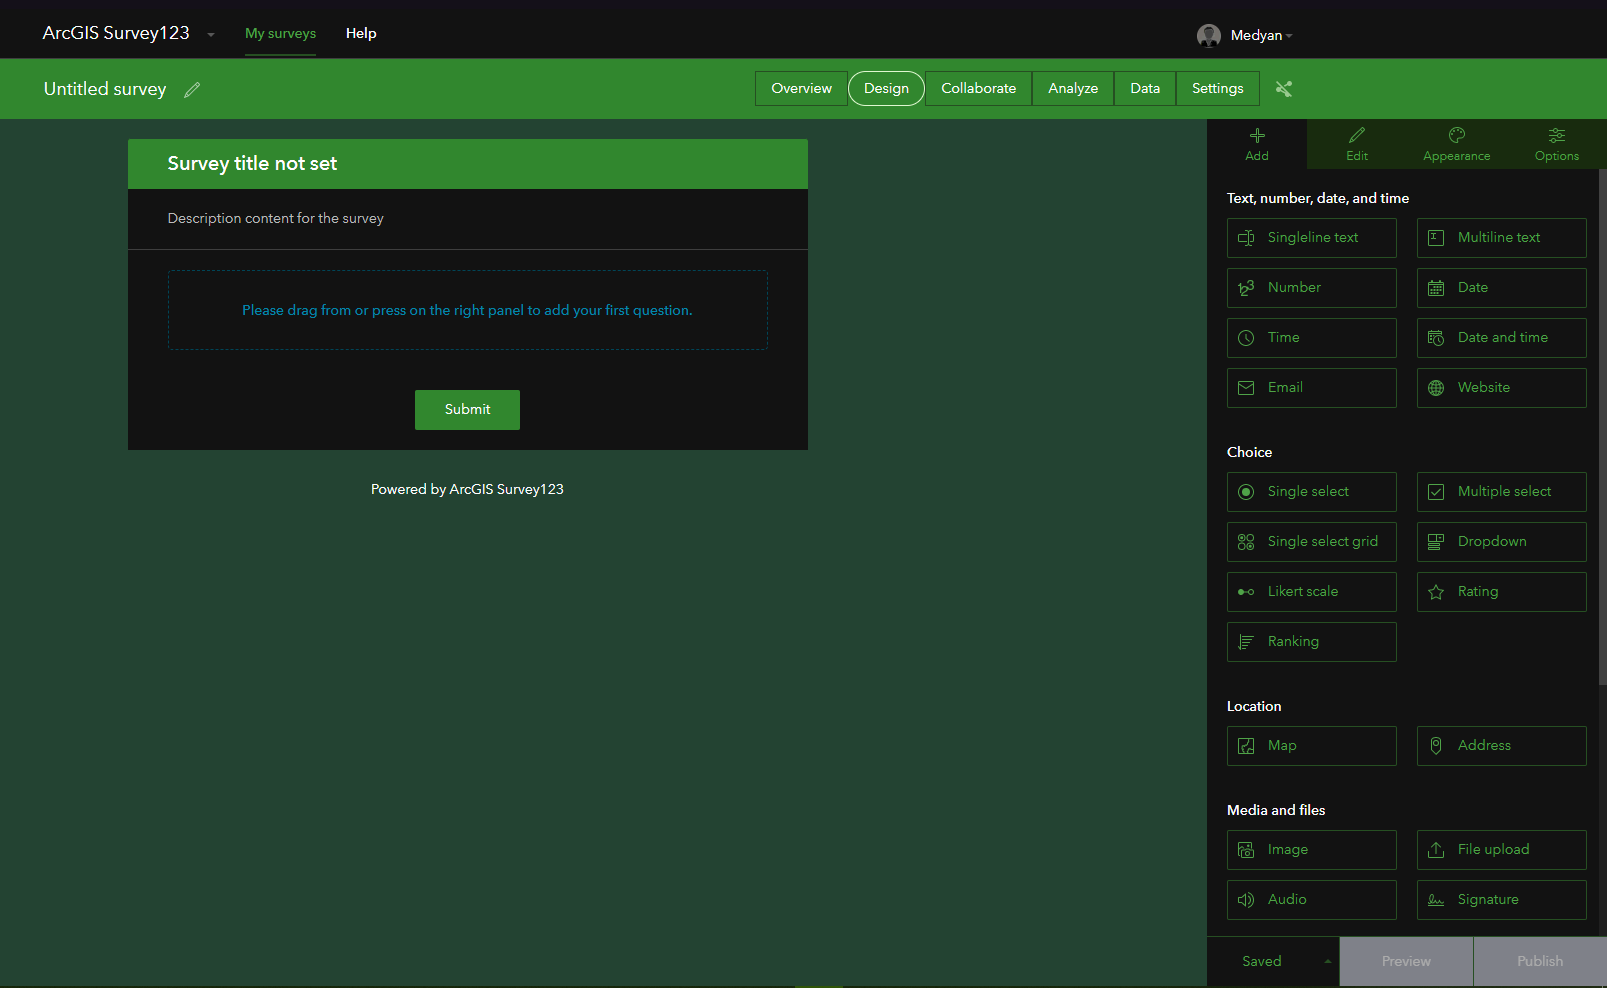 ArcGIS Survey123
My surveys
Help
Medyan
Untitled survey
Overview
Design
Collaborate
Analyze
Data
Settings
Survey title not set
Description content for the survey
Please drag from or press on the right panel to add your first question.
Submit
Powered by ArcGIS Survey123
Add
Edit
Appearance
Options
Text, number, date, and time
Singleline text
Multiline text
Number
Date
Time
Date and time
Email
Website
Choice
Single select
Multiple select
Single select grid
Dropdown
Likert scale
Rating
Ranking
Location
Map
Address
Media and files
Image
File upload
Audio
Signature
Saved
Preview
Publish